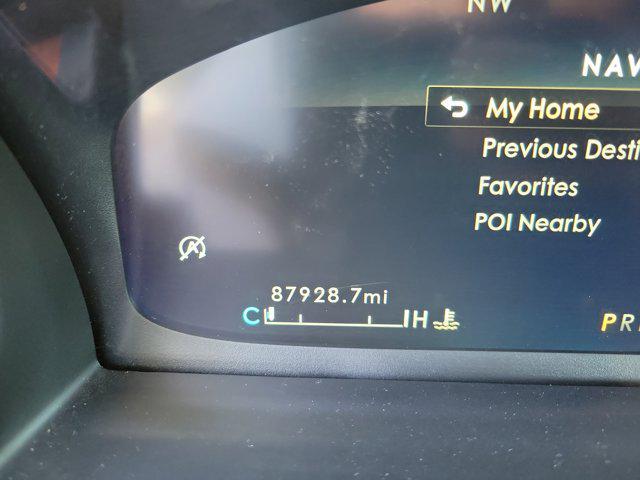 NW
NAV
My Home
Previous Desti
Favorites
POI Nearby
A
87928.7mi
C H
PR